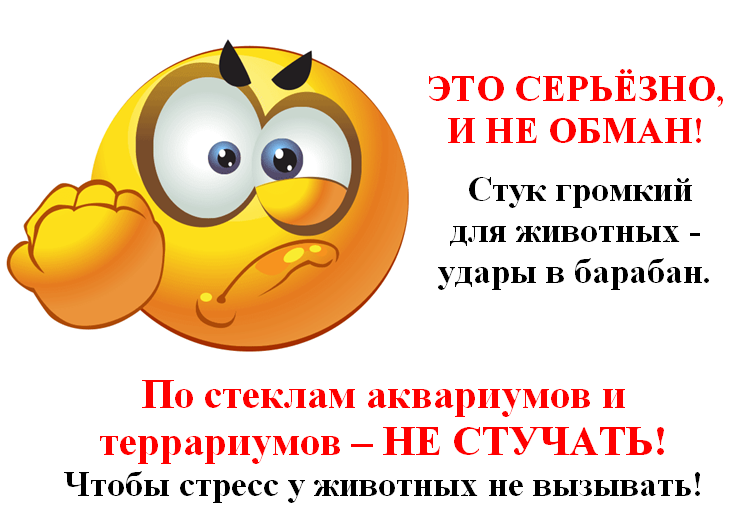 ЭТО СЕРЬЁЗНО,
И НЕ ОБМАН!
Стук громкий
для животных -
удары в барабан.
По стеклам аквариумов и
террариумов – НЕ СТУЧАТЬ!
Чтобы стресс у животных не вызывать!